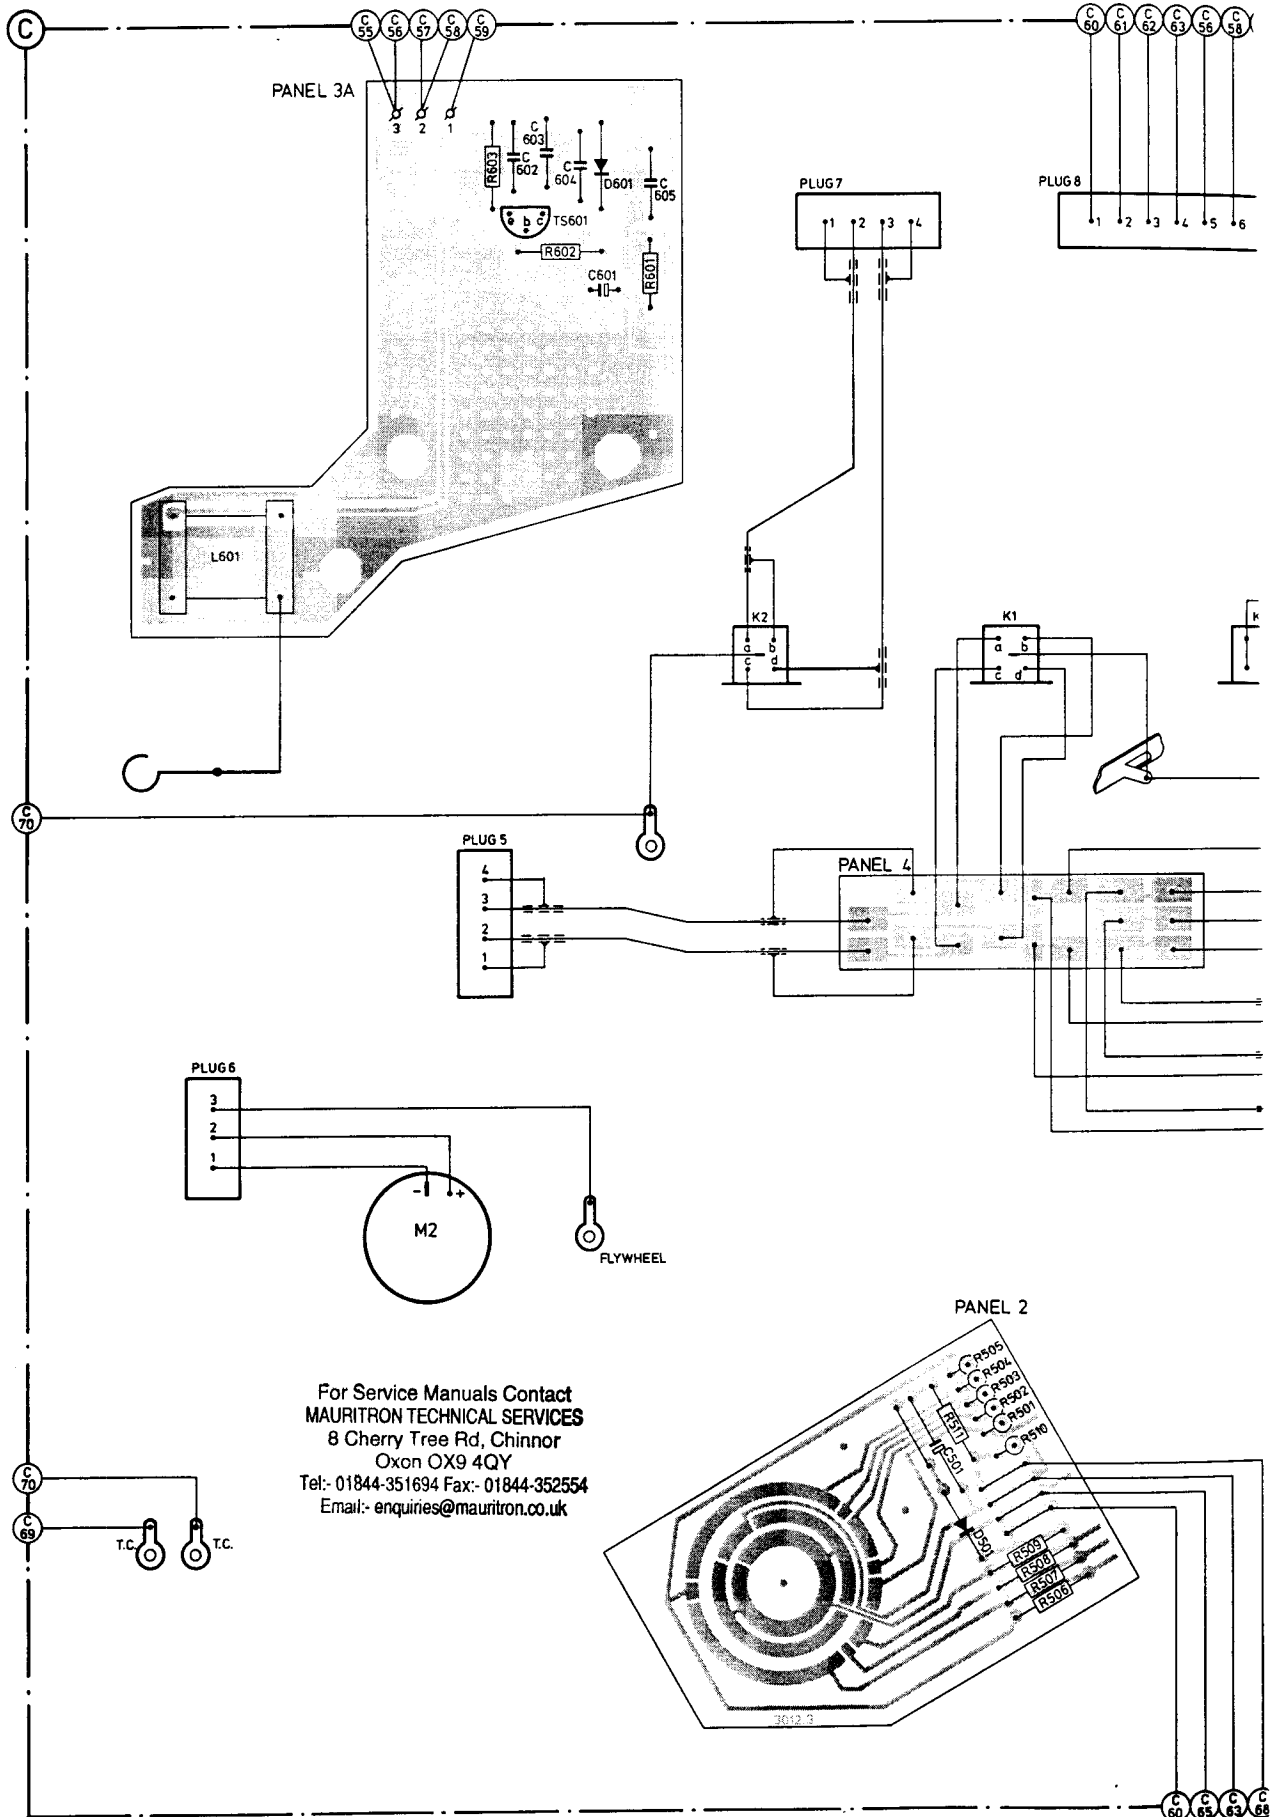 C
C 55
C 56
C 57
C 58
C 59
C 60
C 61
C 62
C 63
C 56
C 58
PANEL 3A
3 2 1
R603
C 602
C 603
C 604
D601
C 605
e b c
TS601
R602
C601
R601
L601
PLUG 7
1 2 3 4
PLUG 8
1 2 3 4 5 6
K2
a b
c d
K1
a b
c d
K
C 70
PLUG 5
4
3
2
1
PANEL 4
PLUG 6
3
2
1
- +
M2
FLYWHEEL
PANEL 2
R505
R504
R503
R502
R501
R510
R511
C501
D501
R509
R508
R507
R506
3012.3
For Service Manuals Contact
MAURITRON TECHNICAL SERVICES
8 Cherry Tree Rd, Chinnor
Oxon OX9 4QY
Tel:- 01844-351694 Fax:- 01844-352554
Email:- enquiries@mauritron.co.uk
C 70
C 69
T.C.
T.C.
C 60
C 65
C 63